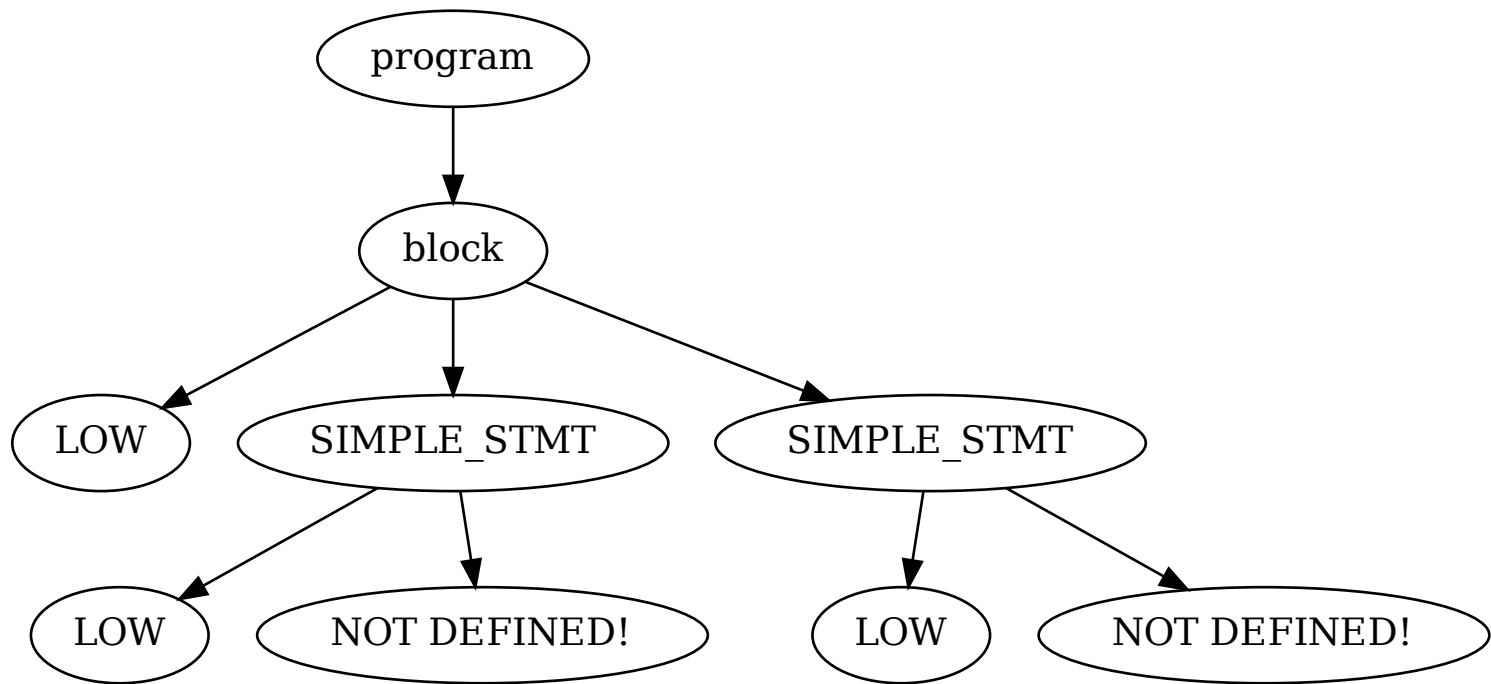 program
block
LOW
SIMPLE_STMT
SIMPLE_STMT
LOW
NOT DEFINED!
LOW
NOT DEFINED!